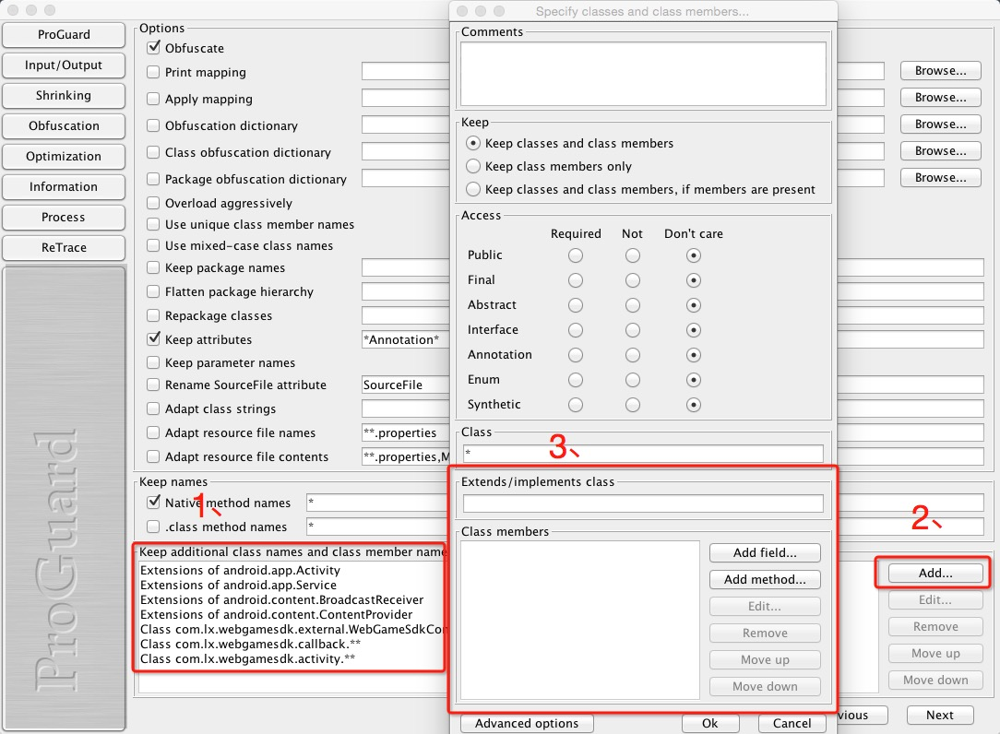 Specify classes and class members...
ProGuard
Input/Output
Shrinking
Obfuscation
Optimization
Information
Process
ReTrace
ProGuard
Options
Obfuscate
Print mapping
Browse...
Apply mapping
Browse...
Obfuscation dictionary
Browse...
Class obfuscation dictionary
Browse...
Package obfuscation dictionary
Browse...
Overload aggressively
Use unique class member names
Use mixed-case class names
Keep package names
Flatten package hierarchy
Repackage classes
Keep attributes *Annotation*
Keep parameter names
Rename SourceFile attribute SourceFile
Adapt class strings
Adapt resource file names **.properties
Adapt resource file contents **.properties,M
Keep names
Native method names *
1、
.class method names *
Keep additional class names and class member name
Extensions of android.app.Activity
Extensions of android.app.Service
Extensions of android.content.BroadcastReceiver
Extensions of android.content.ContentProvider
Class com.lx.webgamesdk.external.WebGameSdkCon
Class com.lx.webgamesdk.callback.**
Class com.lx.webgamesdk.activity.**
Comments
Keep
Keep classes and class members
Keep class members only
Keep classes and class members, if members are present
Access
Required Not Don't care
Public
Final
Abstract
Interface
Annotation
Enum
Synthetic
Class
*
3、
Extends/implements class
Class members
Add field...
Add method...
Edit...
Remove
Move up
Move down
Advanced options Ok Cancel
2、
Add...
Edit...
Remove
Move up
Move down
vious Next